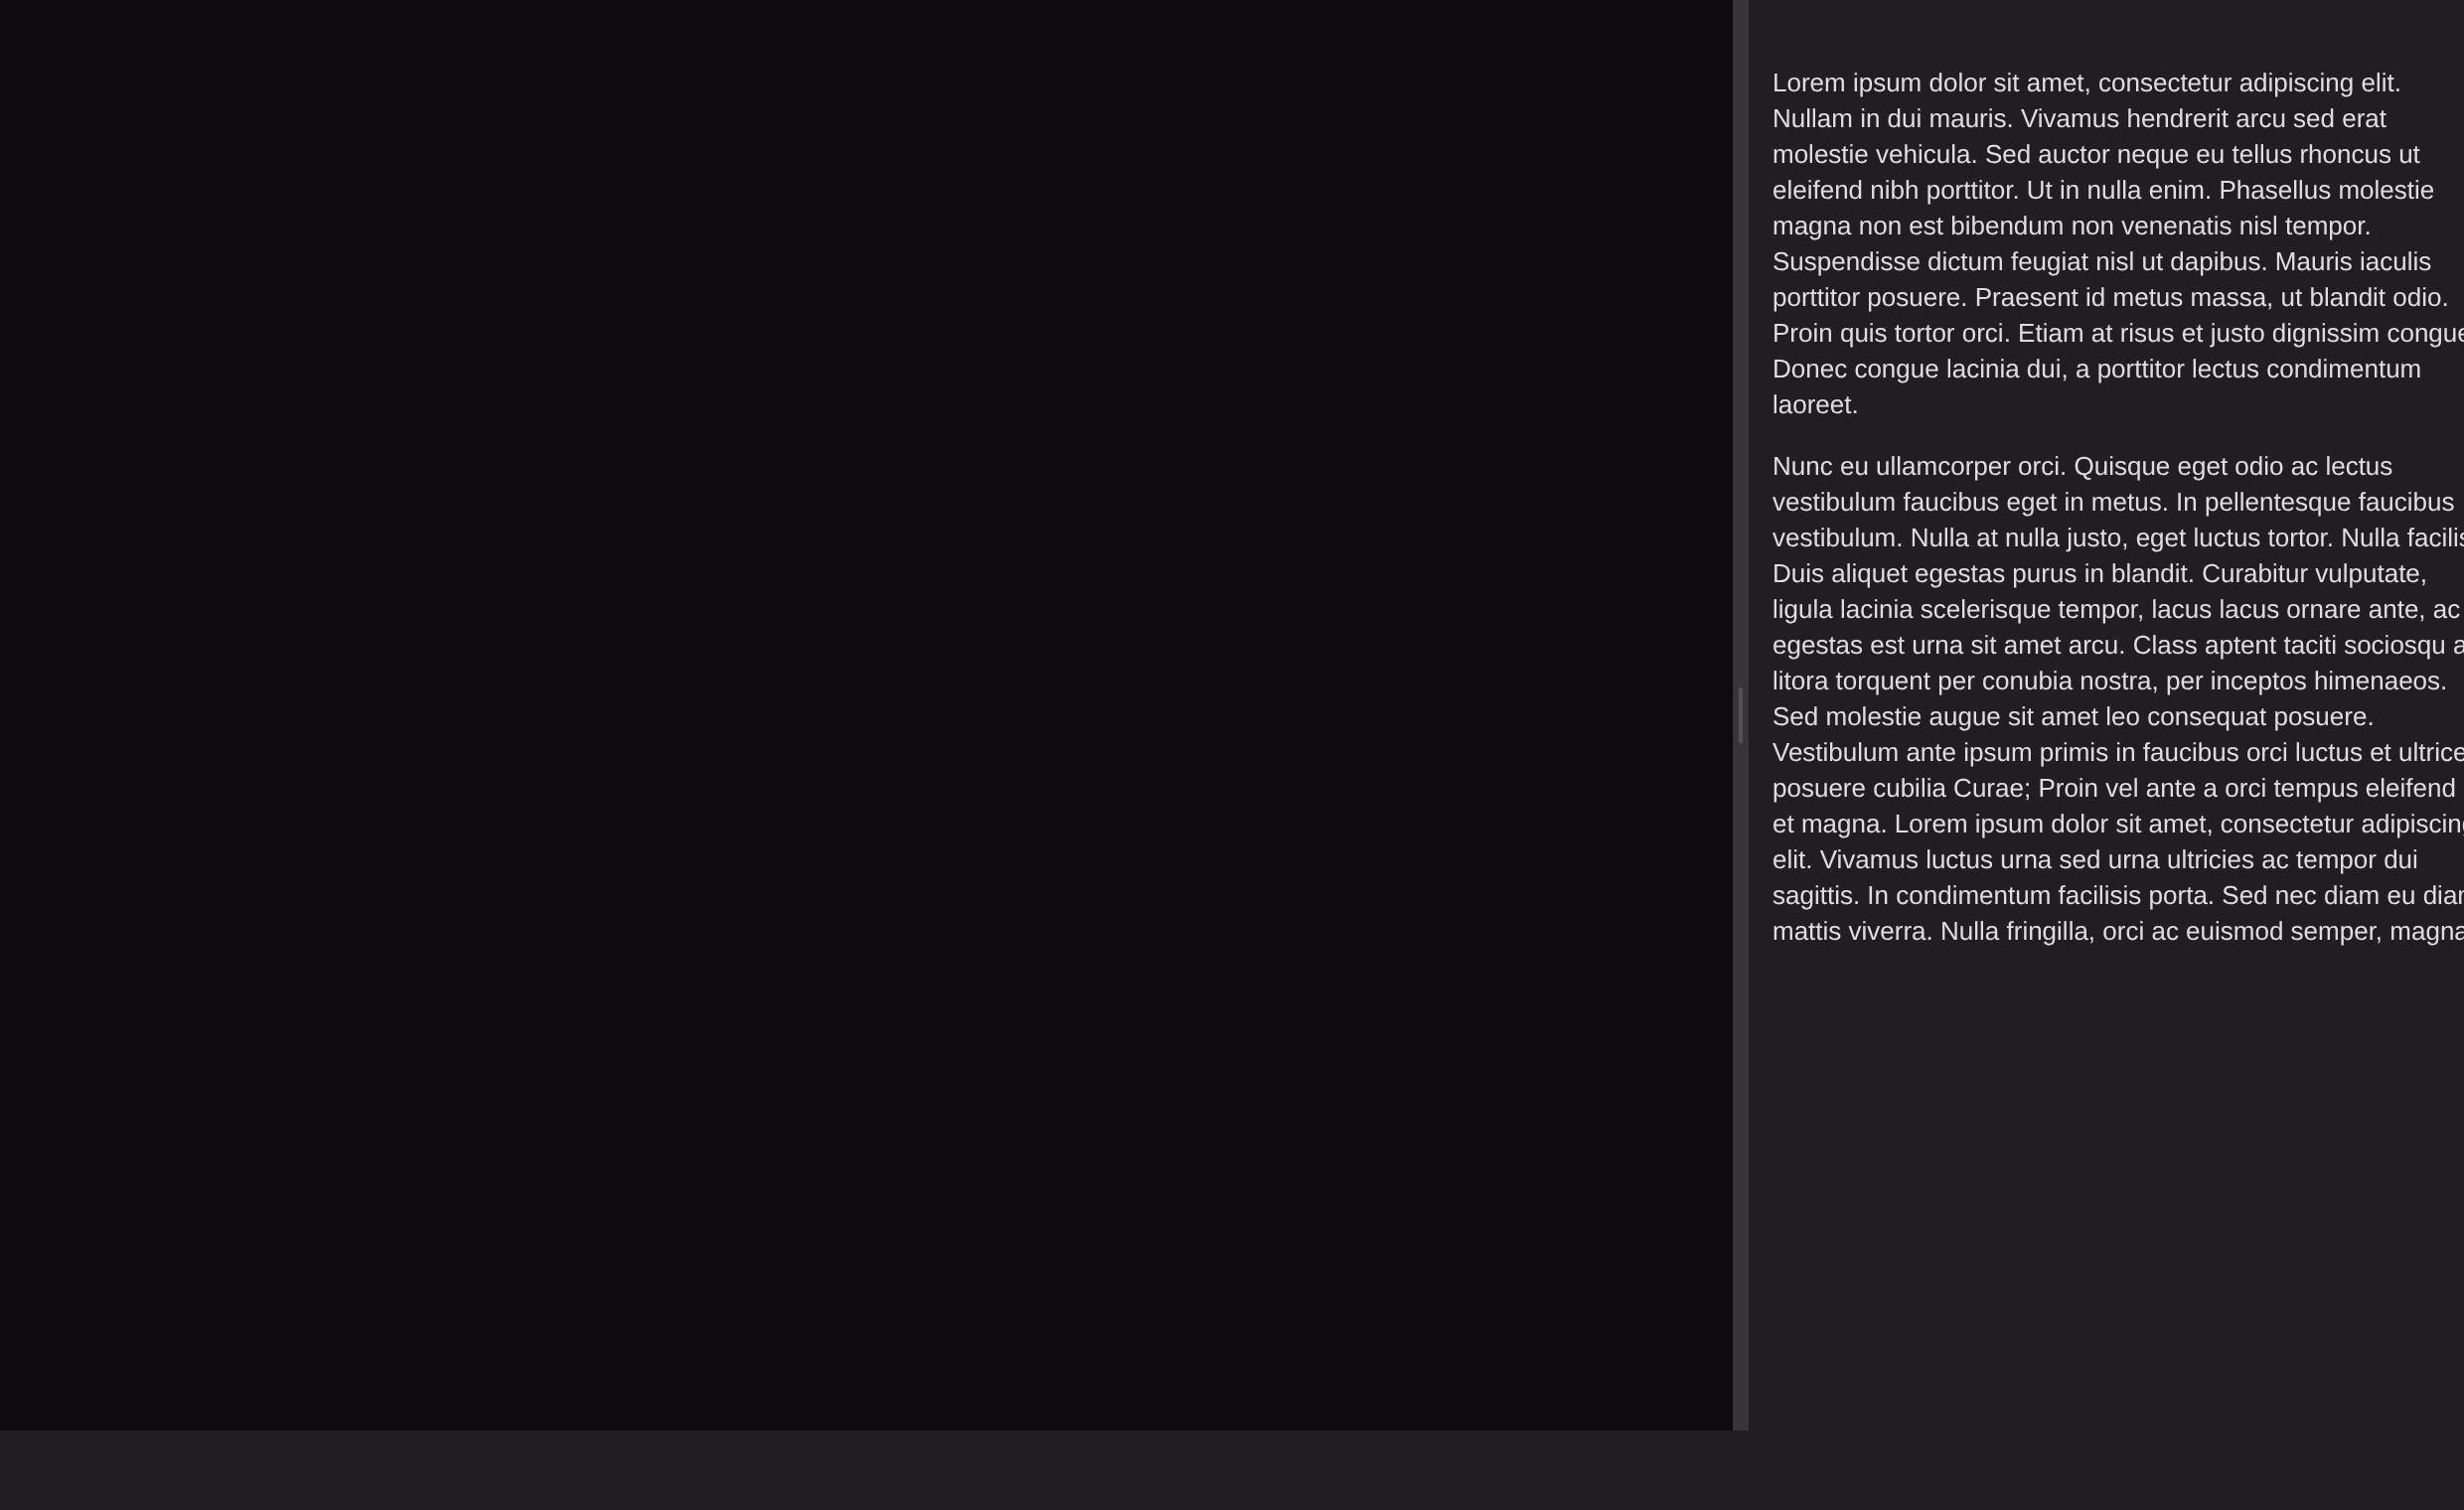 Lorem ipsum dolor sit amet, consectetur adipiscing elit.
Nullam in dui mauris. Vivamus hendrerit arcu sed erat
molestie vehicula. Sed auctor neque eu tellus rhoncus ut
eleifend nibh porttitor. Ut in nulla enim. Phasellus molestie
magna non est bibendum non venenatis nisl tempor.
Suspendisse dictum feugiat nisl ut dapibus. Mauris iaculis
porttitor posuere. Praesent id metus massa, ut blandit odio.
Proin quis tortor orci. Etiam at risus et justo dignissim congue
Donec congue lacinia dui, a porttitor lectus condimentum
laoreet.
Nunc eu ullamcorper orci. Quisque eget odio ac lectus
vestibulum faucibus eget in metus. In pellentesque faucibus
vestibulum. Nulla at nulla justo, eget luctus tortor. Nulla
Duis aliquet egestas purus in blandit. Curabitur vulputate,
ligula lacinia scelerisque tempor, lacus lacus ornare ante, ac
egestas est urna sit amet arcu. Class aptent taciti sociosqu
litora torquent per conubia nostra, per inceptos himenaeos.
Sed molestie augue sit amet leo consequat posuere.
Vestibulum ante ipsum primis in faucibus orci luctus et
posuere cubilia Curae; Proin vel ante a orci tempus eleifend
et magna. Lorem ipsum dolor sit amet, consectetur
elit. Vivamus luctus urna sed urna ultricies ac tempor dui
sagittis. In condimentum facilisis porta. Sed nec diam eu
mattis viverra. Nulla fringilla, orci ac euismod semper, magna